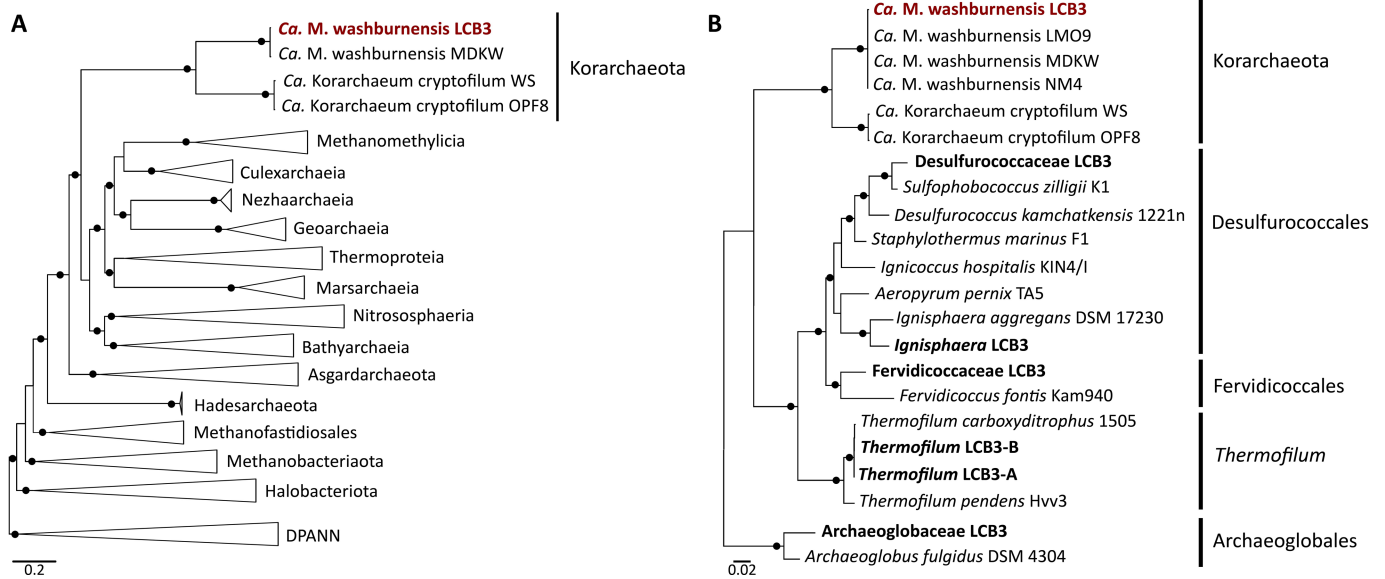 A
Ca. M. washburnensis LCB3
Ca. M. washburnensis MDKW
Ca. Korarchaeum cryptofilum WS
Ca. Korarchaeum cryptofilum OPF8
Korarchaeota
Methanomethylicia
Culexarchaeia
Nezhaarchaeia
Geoarchaeia
Thermoproteia
Marsarchaeia
Nitrososphaeria
Bathyarchaeia
Asgardarchaeota
Hadesarchaeota
Methanofastidiosales
Methanobacteriaota
Halobacteriota
DPANN
0.2
B
Ca. M. washburnensis LCB3
Ca. M. washburnensis LMO9
Ca. M. washburnensis MDKW
Ca. M. washburnensis NM4
Ca. Korarchaeum cryptofilum WS
Ca. Korarchaeum cryptofilum OPF8
Korarchaeota
Desulfurococcaceae LCB3
Sulfophobococcus zilligii K1
Desulfurococcus kamchatkensis 1221n
Staphylothermus marinus F1
Ignicoccus hospitalis KIN4/I
Aeropyrum pernix TA5
Ignisphaera aggregans DSM 17230
Ignisphaera LCB3
Desulfurococcales
Fervidicoccaceae LCB3
Fervidicoccus fontis Kam940
Fervidicoccales
Thermofilum carboxyditrophus 1505
Thermofilum LCB3-B
Thermofilum LCB3-A
Thermofilum pendens Hvv3
Thermofilum
Archaeoglobaceae LCB3
Archaeoglobus fulgidus DSM 4304
Archaeoglobales
0.02